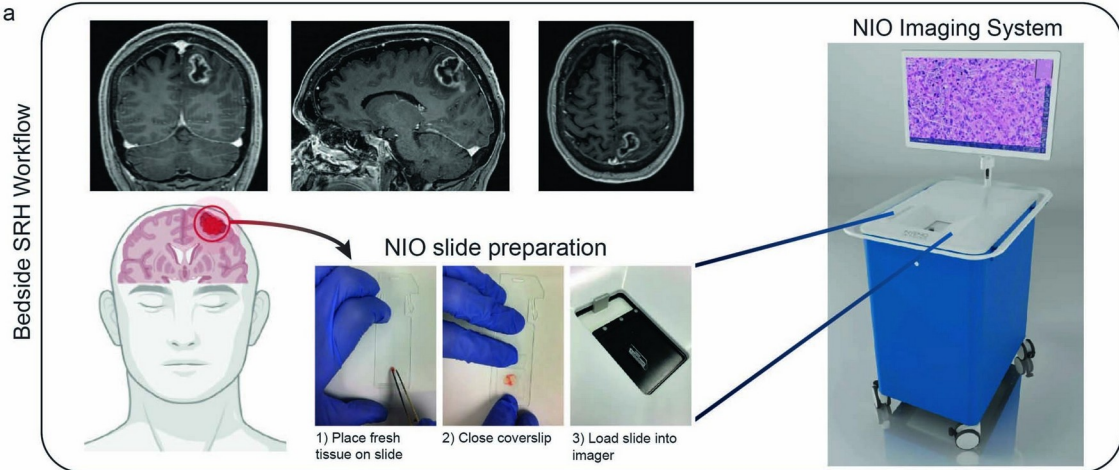 a
Bedside SRH Workflow
NIO Imaging System
NIO slide preparation
1) Place fresh
tissue on slide
2) Close coverslip
3) Load slide into
imager